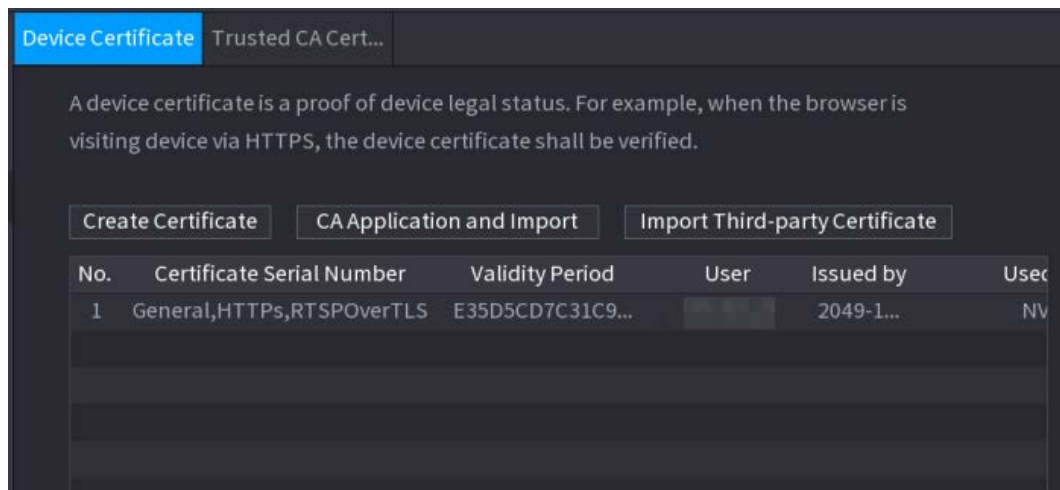 Device Certificate Trusted CA Cert...
A device certificate is a proof of device legal status. For example, when the browser is
visiting device via HTTPS, the device certificate shall be verified.
Create Certificate CA Application and Import Import Third-party Certificate
No. Certificate Serial Number Validity Period User Issued by Used
1 General,HTTPs,RTSPOverTLS E35D5CD7C31C9... 2049-1... NV